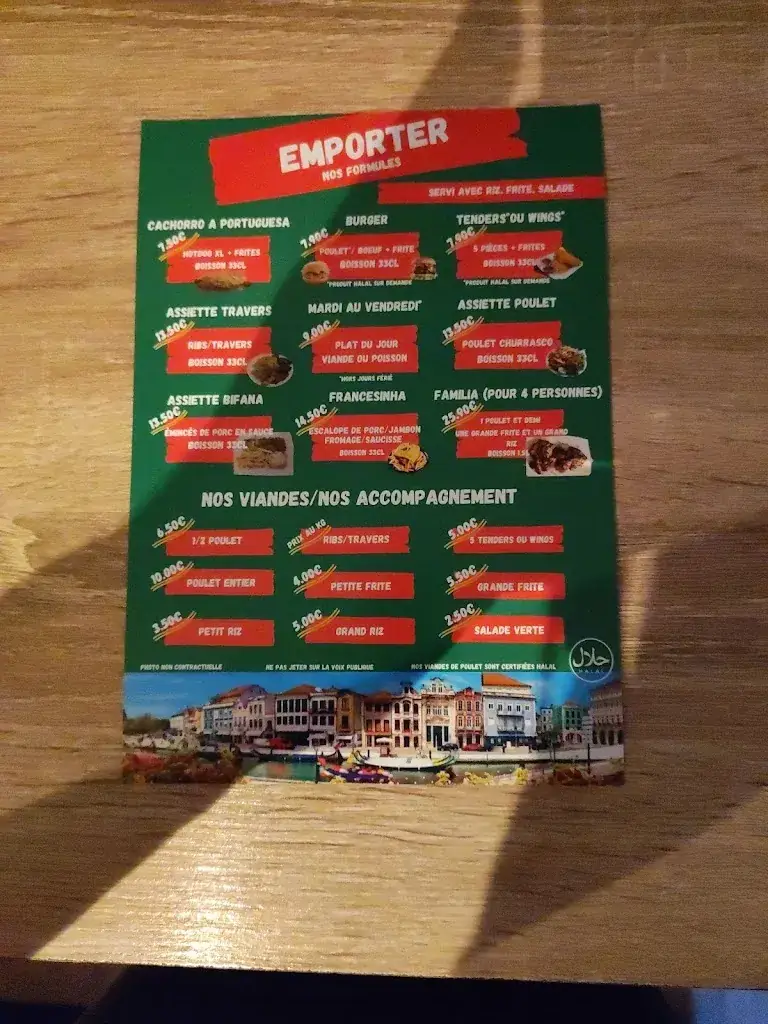 EMPORTER
NOS FORMULES
SERVI AVEC RIZ, FRITE, SALADE
CACHORRO A PORTUGUESA
7,50€
HOTDOG XL + FRITES
BOISSON 33CL
BURGER
7,90€
POULET*/ BOEUF + FRITE
BOISSON 33CL
*PRODUIT HALAL SUR DEMANDE
TENDERS*OU WINGS*
7,90€
5 PIÈCES + FRITES
BOISSON 33CL
*PRODUIT HALAL SUR DEMANDE
ASSIETTE TRAVERS
13,50€
RIBS/TRAVERS
BOISSON 33CL
MARDI AU VENDREDI*
9,00€
PLAT DU JOUR
VIANDE OU POISSON
*HORS JOURS FÉRIÉ
ASSIETTE POULET
13,50€
POULET CHURRASCO
BOISSON 33CL
ASSIETTE BIFANA
13,50€
ÉMINCÉS DE PORC EN SAUCE
BOISSON 33CL
FRANCESINHA
14,50€
ESCALOPE DE PORC/JAMBON
FROMAGE/SAUCISSE
BOISSON 33CL
FAMILIA (POUR 4 PERSONNES)
25,90€
1 POULET ET DEMI
UNE GRANDE FRITE ET UN GRAND
RIZ
BOISSON 1,5L
NOS VIANDES/NOS ACCOMPAGNEMENT
6,50€
1/2 POULET
PRIX AU KG
RIBS/TRAVERS
5,00€
5 TENDERS OU WINGS
10,00€
POULET ENTIER
4,00€
PETITE FRITE
5,50€
GRANDE FRITE
3,50€
PETIT RIZ
5,00€
GRAND RIZ
2,50€
SALADE VERTE
PHOTO NON CONTRACTUELLE
NE PAS JETER SUR LA VOIX PUBLIQUE
NOS VIANDES DE POULET SONT CERTIFIÉES HALAL
حلال
HALAL